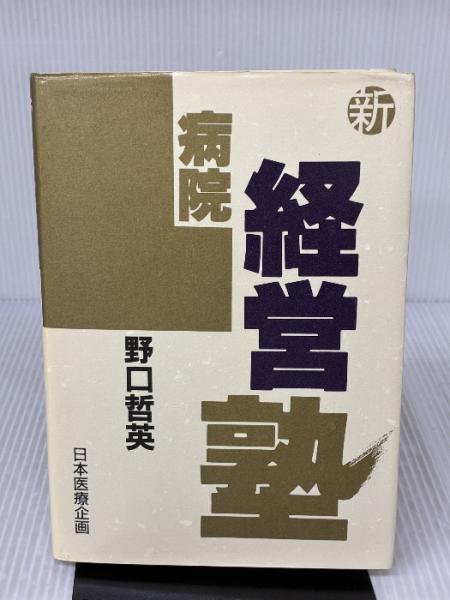 新
病院
経営塾
野口哲英
日本医療企画